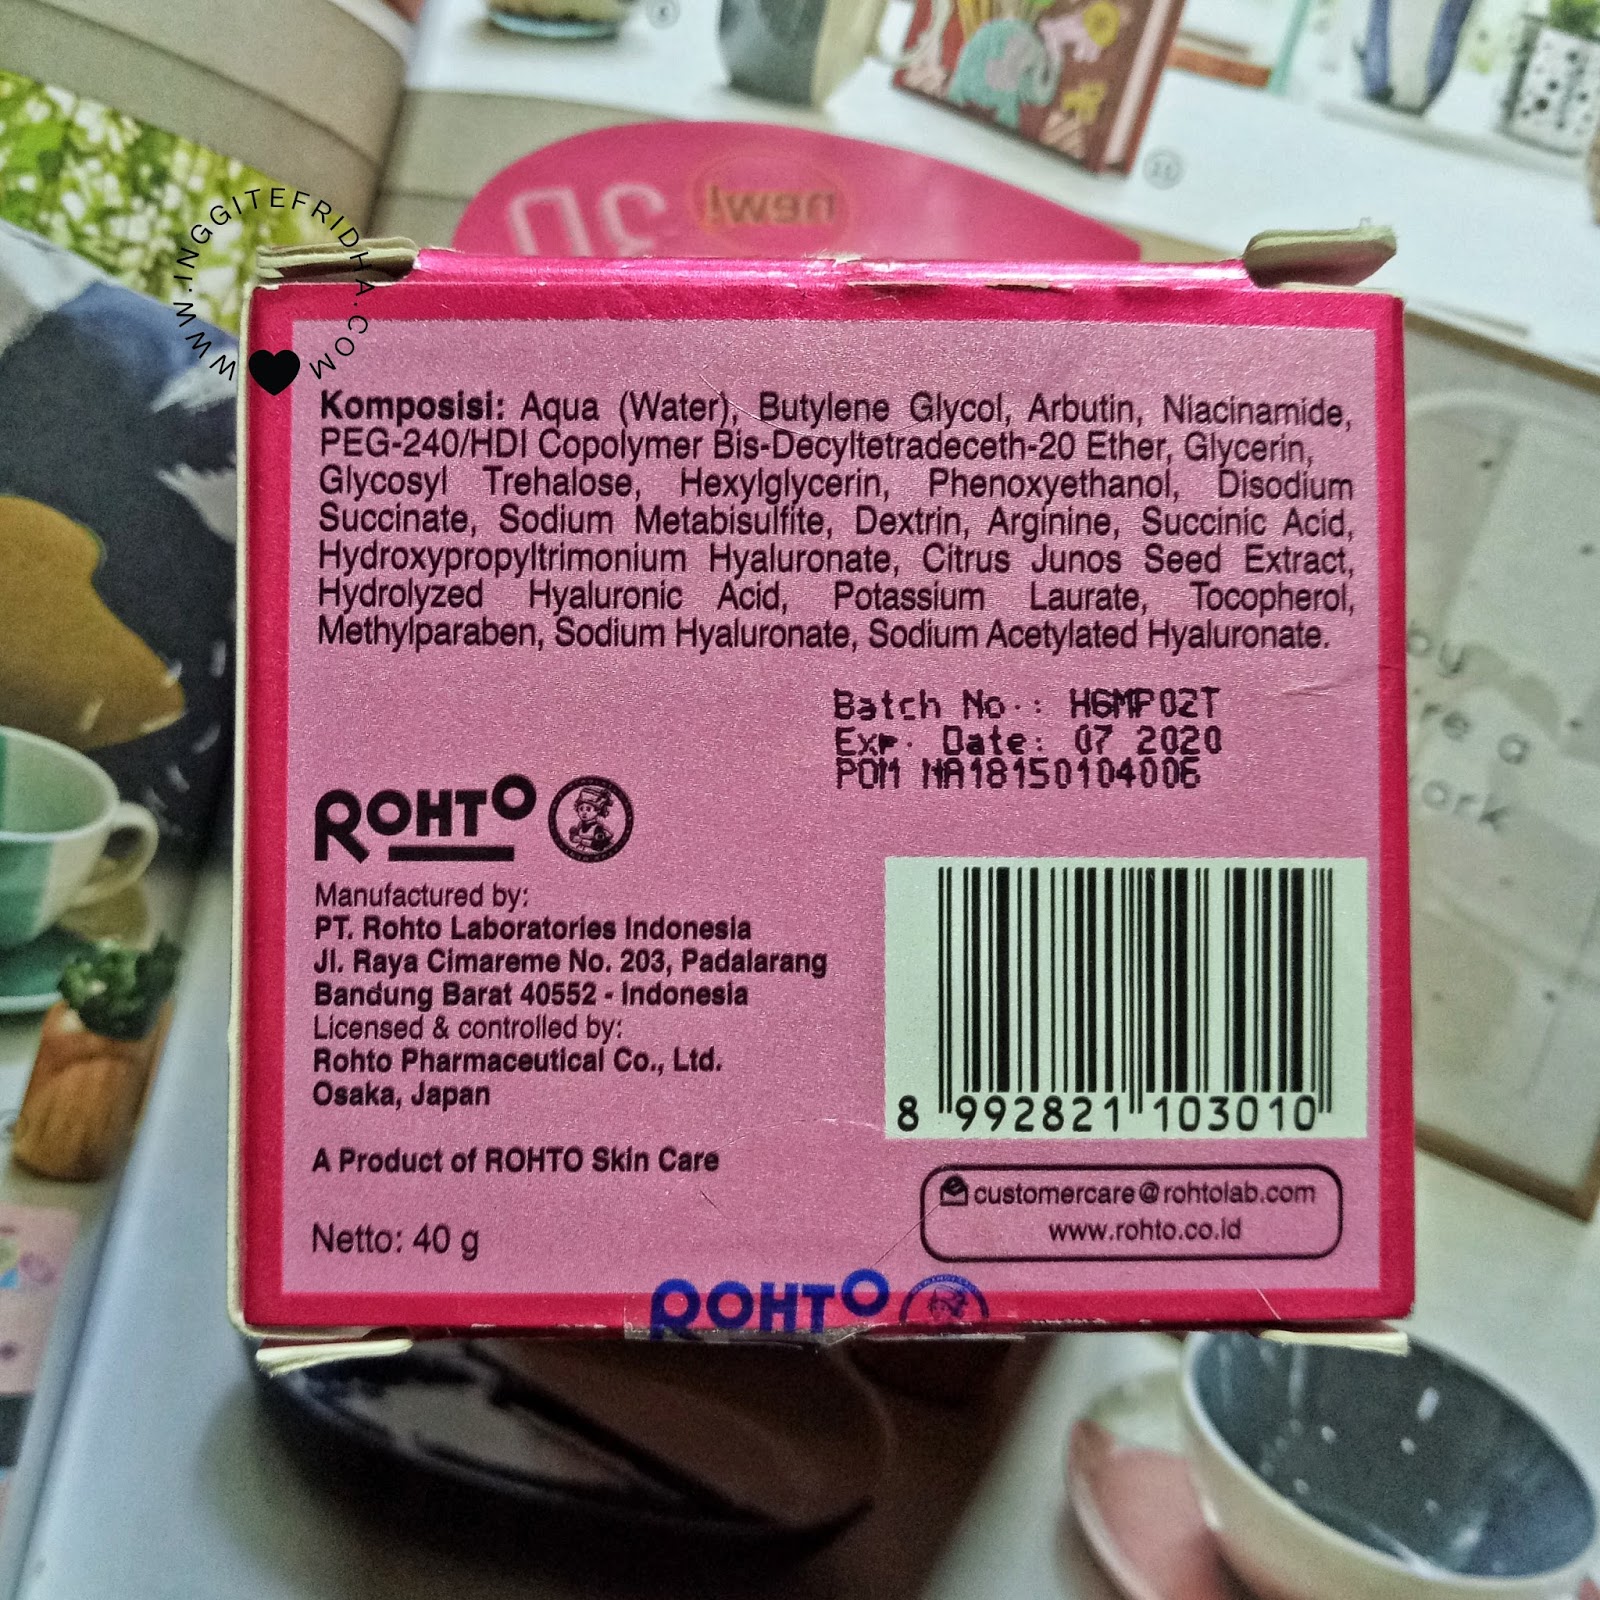 WWW.INGGITEFRIDHA.COM
new!
Komposisi: Aqua (Water), Butylene Glycol, Arbutin, Niacinamide,
PEG-240/HDI Copolymer Bis-Decyltetradeceth-20 Ether, Glycerin,
Glycosyl Trehalose, Hexylglycerin, Phenoxyethanol, Disodium
Succinate, Sodium Metabisulfite, Dextrin, Arginine, Succinic Acid,
Hydroxypropyltrimonium Hyaluronate, Citrus Junos Seed Extract,
Hydrolyzed Hyaluronic Acid, Potassium Laurate, Tocopherol,
Methylparaben, Sodium Hyaluronate, Sodium Acetylated Hyaluronate.
Batch No.: H6MP02T
Exp. Date: 07 2020
POM NA18150104006
ROHTO
Manufactured by:
PT. Rohto Laboratories Indonesia
Jl. Raya Cimareme No. 203, Padalarang
Bandung Barat 40552 - Indonesia
Licensed & controlled by:
Rohto Pharmaceutical Co., Ltd.
Osaka, Japan
A Product of ROHTO Skin Care
Netto: 40 g
8 992821 103010
customercare@rohtolab.com
www.rohto.co.id
ROHTO